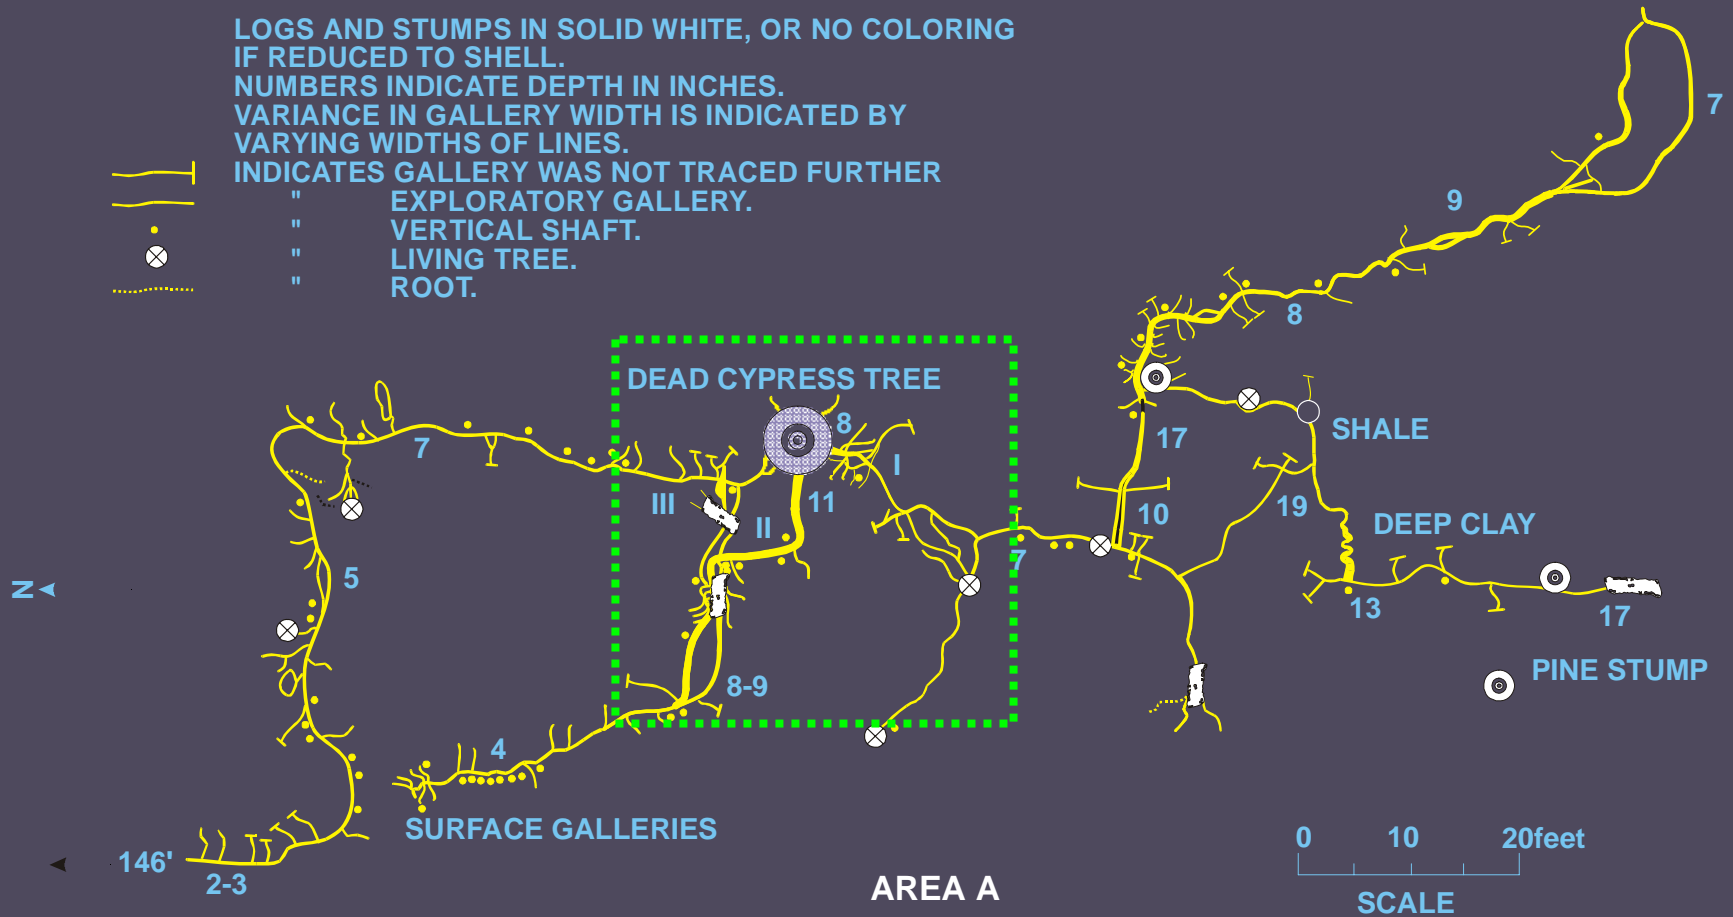 LOGS AND STUMPS IN SOLID WHITE, OR NO COLORING
IF REDUCED TO SHELL.
NUMBERS INDICATE DEPTH IN INCHES.
VARIANCE IN GALLERY WIDTH IS INDICATED BY
VARYING WIDTHS OF LINES.
INDICATES GALLERY WAS NOT TRACED FURTHER
" EXPLORATORY GALLERY.
" VERTICAL SHAFT.
" LIVING TREE.
" ROOT.
7
9
8
DEAD CYPRESS TREE
8
7
17
SHALE
I
III
II
11
10
19
DEEP CLAY
7
N
5
13
17
8-9
PINE STUMP
4
SURFACE GALLERIES
0 10 20feet
146'
2-3
AREA A
SCALE